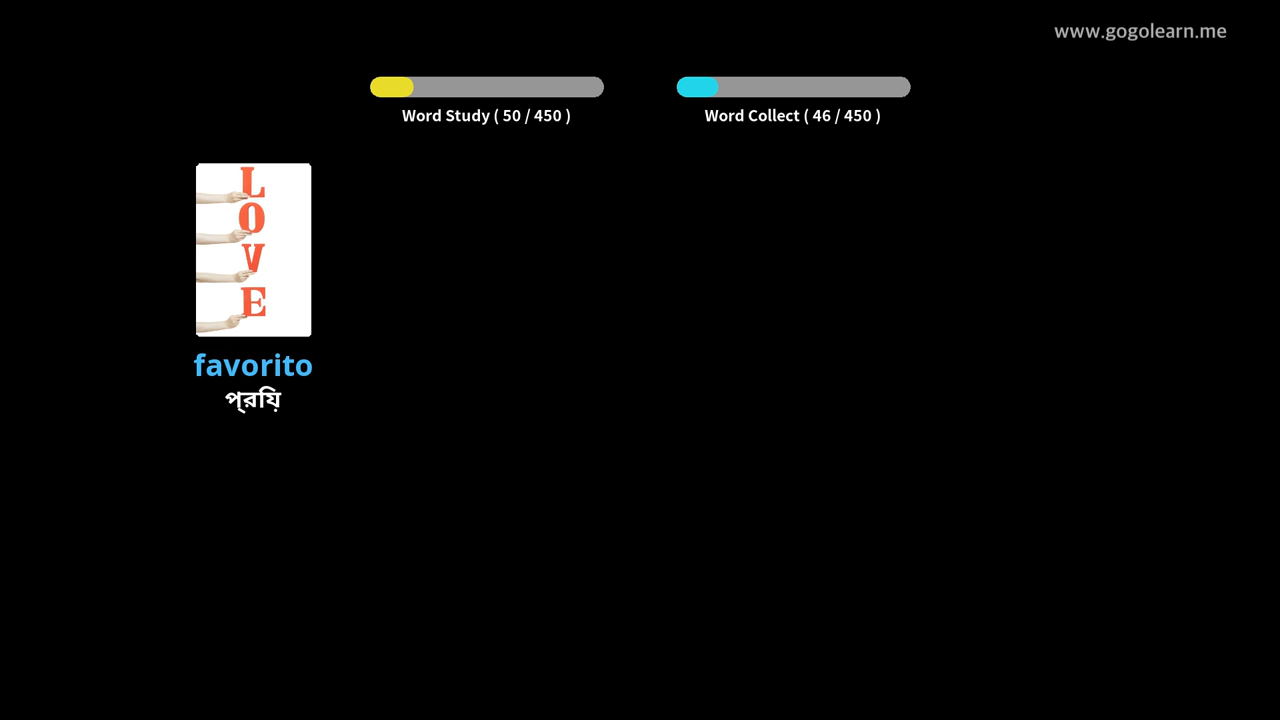 www.gogolearn.me
Word Study ( 50 / 450 )
Word Collect ( 46 / 450 )
L
O
V
E
favorito
প্রিয়